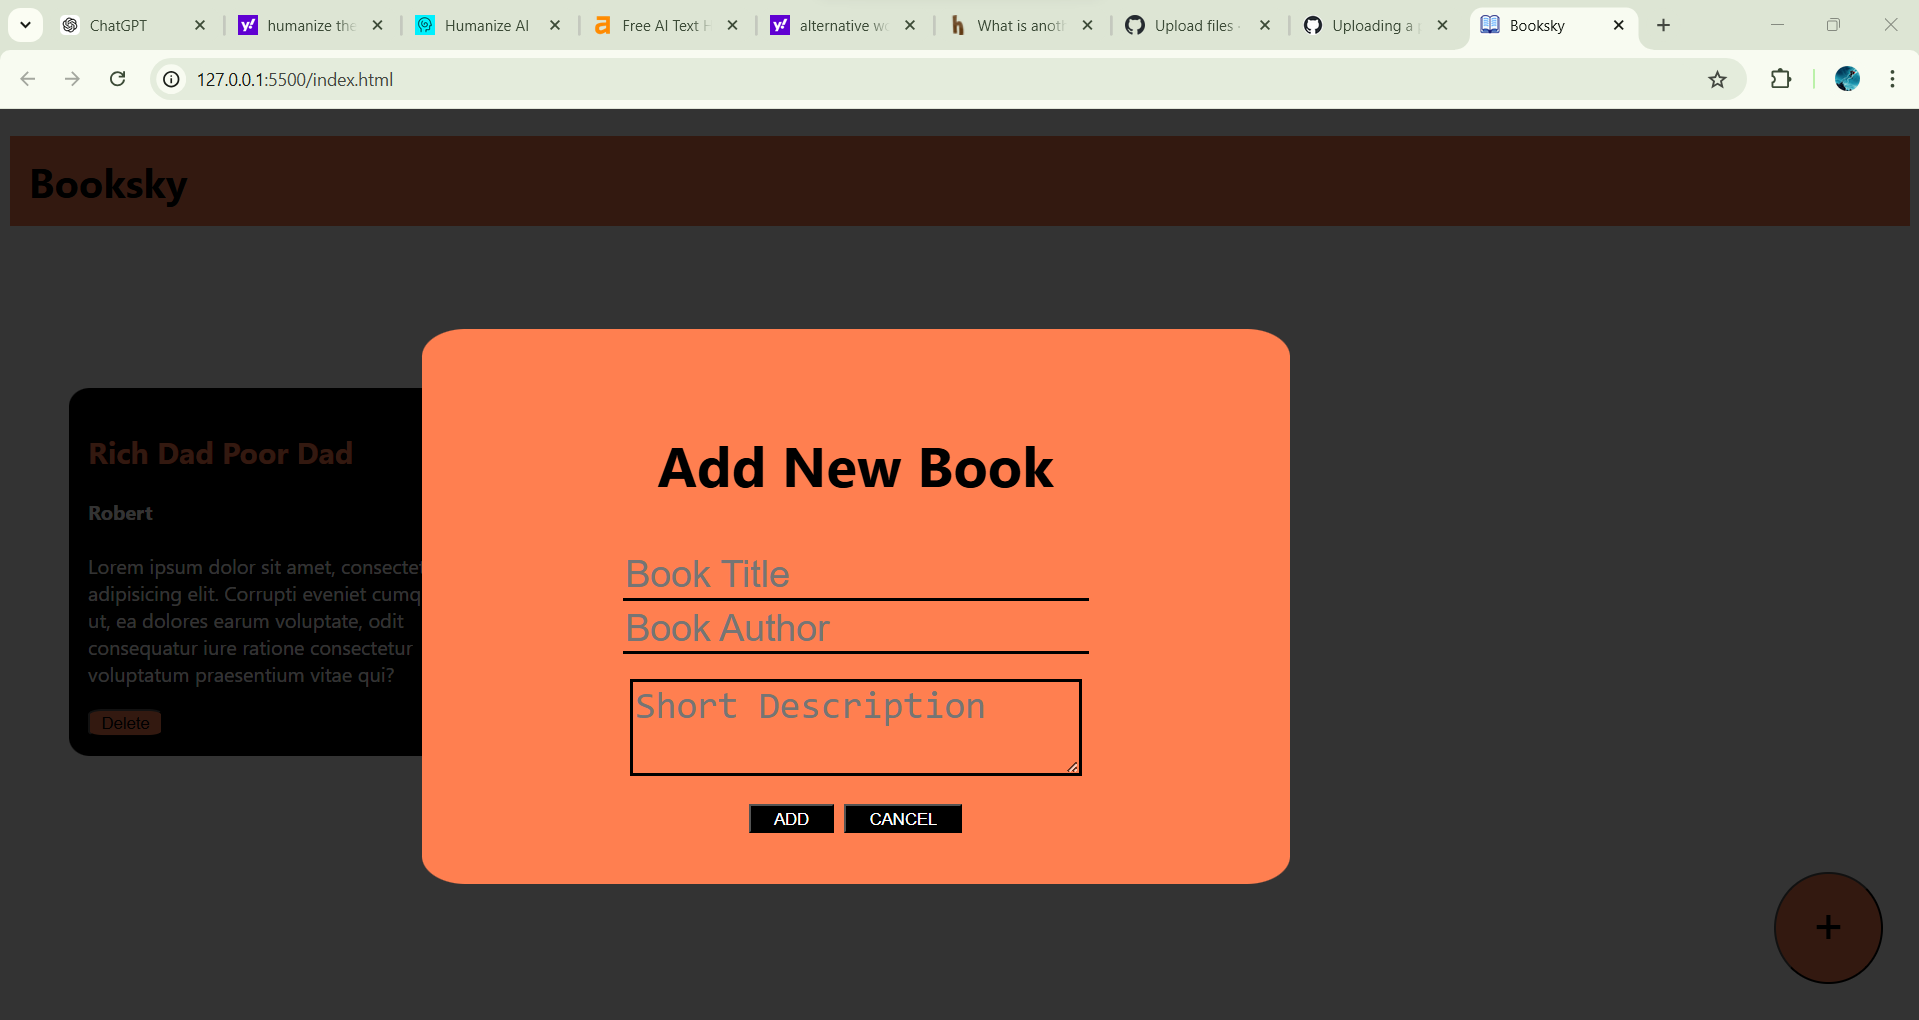 ChatGPT
humanize the
Humanize AI
Free AI Text H
alternative wo
What is anoth
Upload files ·
Uploading a p
Booksky
127.0.0.1:5500/index.html
Booksky
Rich Dad Poor Dad
Robert
Lorem ipsum dolor sit amet, consectet
adipisicing elit. Corrupti eveniet cumq
ut, ea dolores earum voluptate, odit
consequatur iure ratione consectetur
voluptatum praesentium vitae qui?
Delete
Add New Book
Book Title
Book Author
Short Description
ADD CANCEL
+